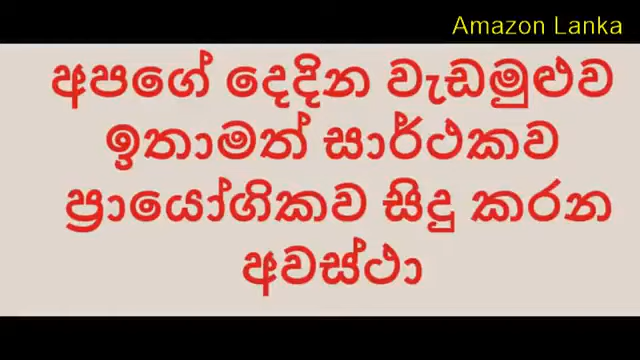 Amazon Lanka
අපගේ දෙදින වැඩමුළුව
ඉතාමත් සාර්ථකව
ප්‍රායෝගිකව සිදු කරන
අවස්ථා